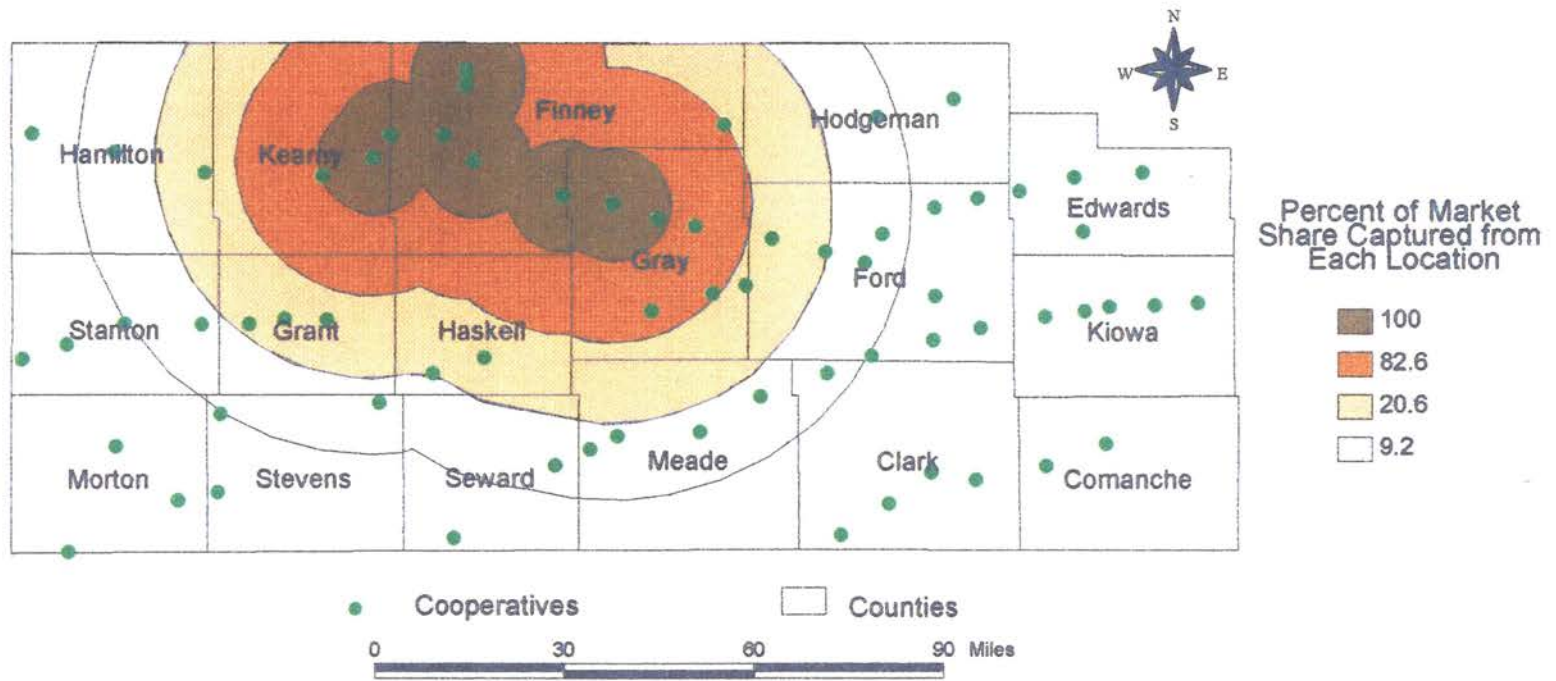 N
W E
S
Finney
Hodgeman
Hamilton
Kearny
Edwards
Gray
Ford
Stanton
Grant
Haskell
Kiowa
Morton
Stevens
Seward
Meade
Clark
Comanche
Percent of Market
Share Captured from
Each Location
100
82.6
20.6
9.2
Cooperatives
Counties
0 30 60 90 Miles